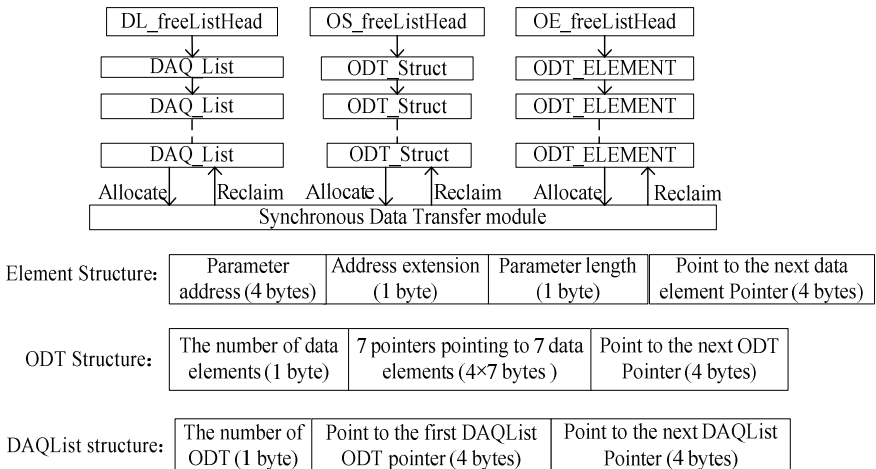 DL_freeListHead OS_freeListHead OE_freeListHead
DAQ_List ODT_Struct ODT_ELEMENT
DAQ_List ODT_Struct ODT_ELEMENT
DAQ_List ODT_Struct ODT_ELEMENT
Allocate Reclaim Allocate Reclaim Allocate Reclaim
Synchronous Data Transfer module
Element Structure:
Parameter
address (4 bytes)
Address extension
(1 byte)
Parameter length
(1 byte)
Point to the next data
element Pointer (4 bytes)
ODT Structure:
The number of data
elements (1 byte)
7 pointers pointing to 7 data
elements (4×7 bytes )
Point to the next ODT
Pointer (4 bytes)
DAQList structure:
The number of
ODT (1 byte)
Point to the first DAQList
ODT pointer (4 bytes)
Point to the next DAQList
Pointer (4 bytes)